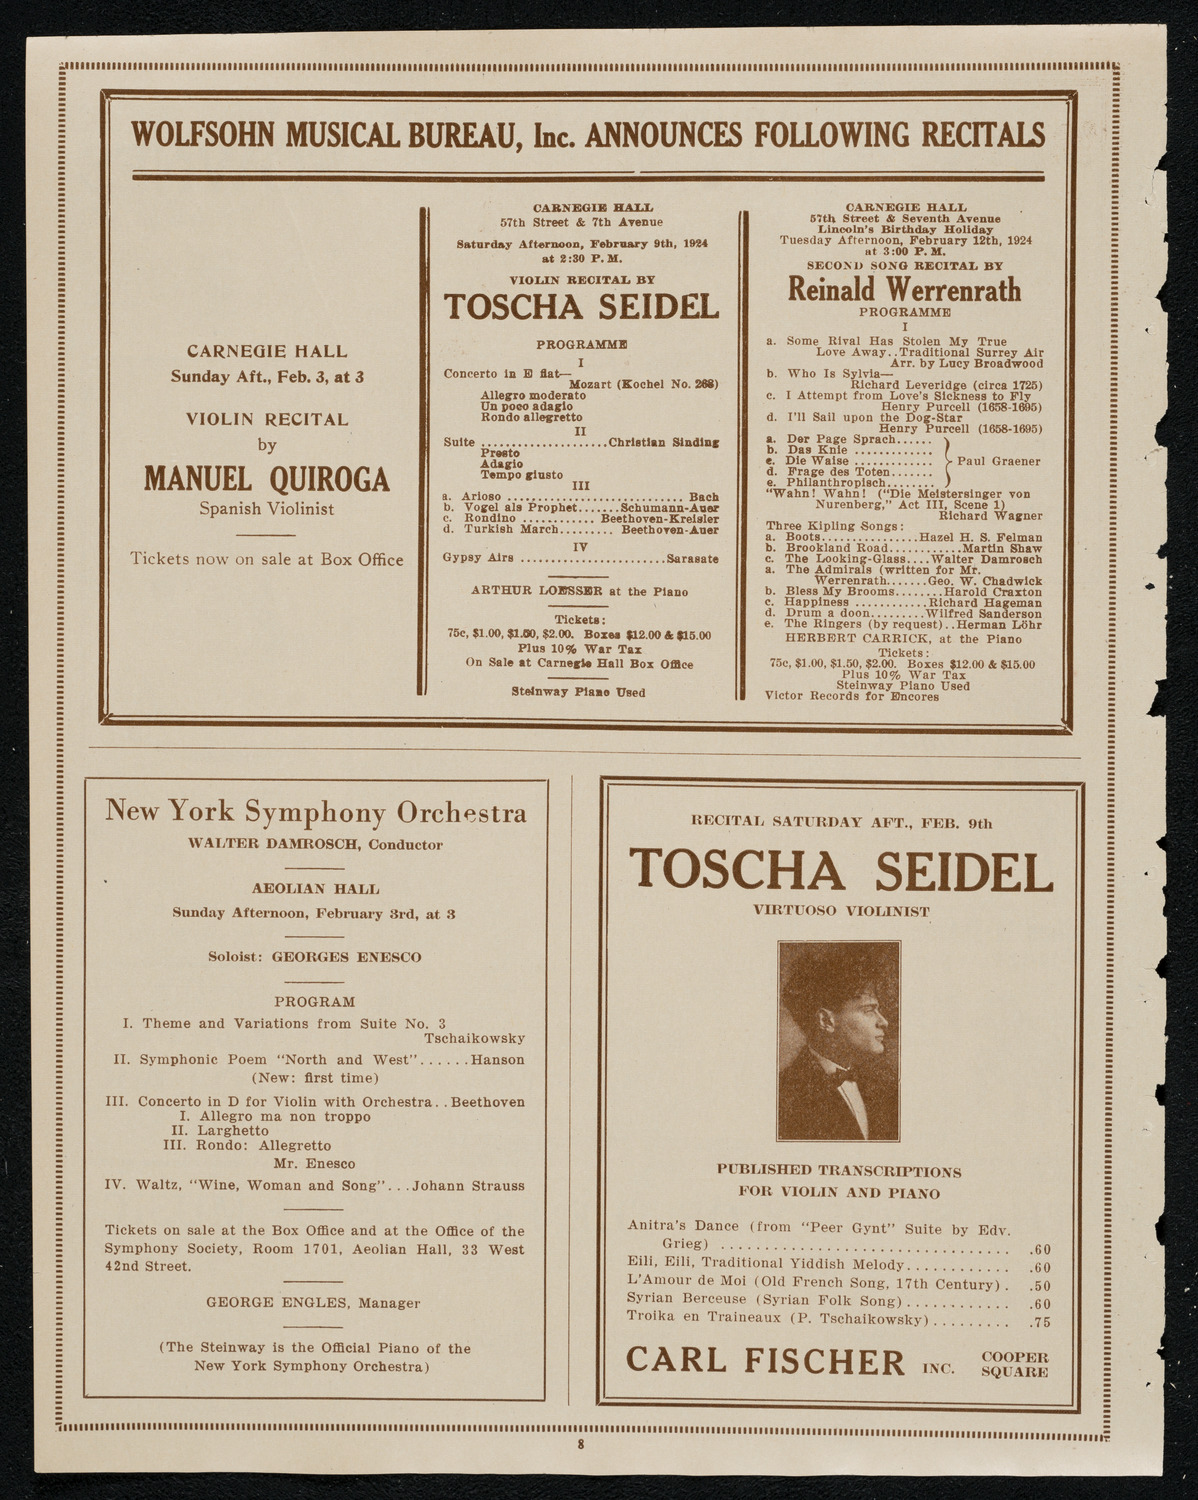 WOLFSOHN MUSICAL BUREAU, Inc. ANNOUNCES FOLLOWING RECITALS
CARNEGIE HALL
Sunday Aft., Feb. 3, at 3
VIOLIN RECITAL
by
MANUEL QUIROGA
Spanish Violinist
Tickets now on sale at Box Office
CARNEGIE HALL
57th Street & 7th Avenue
Saturday Afternoon, February 9th, 1924
at 2:30 P. M.
VIOLIN RECITAL BY
TOSCHA SEIDEL
PROGRAMME
I
Concerto in E flat—
Mozart (Kochel No. 268)
Allegro moderato
Un poco adagio
Rondo allegretto
II
Suite ...................Christian Sinding
Presto
Adagio
Tempo giusto
III
a. Arioso ........................... Bach
b. Vogel als Prophet.......Schumann-Auer
c. Rondino ........... Beethoven-Kreisler
d. Turkish March......... Beethoven-Auer
IV
Gypsy Airs ......................Sarasate
ARTHUR LOESSER at the Piano
Tickets:
75c, $1.00, $1.50, $2.00. Boxes $12.00 & $15.00
Plus 10% War Tax
On Sale at Carnegie Hall Box Office
Steinway Piano Used
CARNEGIE HALL
57th Street & Seventh Avenue
Lincoln's Birthday Holiday
Tuesday Afternoon, February 12th, 1924
at 3:00 P. M.
SECOND SONG RECITAL BY
Reinald Werrenrath
PROGRAMME
I
a. Some Rival Has Stolen My True
Love Away..Traditional Surrey Air
Arr. by Lucy Broadwood
b. Who Is Sylvia—
Richard Leveridge (circa 1725)
c. I Attempt from Love's Sickness to Fly
Henry Purcell (1658-1695)
d. I'll Sail upon the Dog-Star
Henry Purcell (1658-1695)
a. Der Page Sprach......
b. Das Knie ............
c. Die Waise ............ Paul Graener
d. Frage des Toten......
e. Philanthropisch.......
"Wahn! Wahn! ("Die Meistersinger von
Nurenberg," Act III, Scene 1)
Richard Wagner
Three Kipling Songs:
a. Boots...............Hazel H. S. Felman
b. Brookland Road...........Martin Shaw
c. The Looking-Glass....Walter Damrosch
a. The Admirals (written for Mr.
Werrenrath.......Geo. W. Chadwick
b. Bless My Brooms........Harold Craxton
c. Happiness ...........Richard Hageman
d. Drum a doon........Wilfred Sanderson
e. The Ringers (by request)..Herman Löhr
HERBERT CARRICK, at the Piano
Tickets:
75c, $1.00, $1.50, $2.00. Boxes $12.00 & $15.00
Plus 10% War Tax
Steinway Piano Used
Victor Records for Encores
New York Symphony Orchestra
WALTER DAMROSCH, Conductor
AEOLIAN HALL
Sunday Afternoon, February 3rd, at 3
Soloist: GEORGES ENESCO
PROGRAM
I. Theme and Variations from Suite No. 3
Tschaikowsky
II. Symphonic Poem "North and West"......Hanson
(New: first time)
III. Concerto in D for Violin with Orchestra..Beethoven
I. Allegro ma non troppo
II. Larghetto
III. Rondo: Allegretto
Mr. Enesco
IV. Waltz, "Wine, Woman and Song"...Johann Strauss
Tickets on sale at the Box Office and at the Office of the
Symphony Society, Room 1701, Aeolian Hall, 33 West
42nd Street.
GEORGE ENGLES, Manager
(The Steinway is the Official Piano of the
New York Symphony Orchestra)
RECITAL SATURDAY AFT., FEB. 9th
TOSCHA SEIDEL
VIRTUOSO VIOLINIST
PUBLISHED TRANSCRIPTIONS
FOR VIOLIN AND PIANO
Anitra's Dance (from "Peer Gynt" Suite by Edv.
Grieg) ................................ .60
Eili, Eili, Traditional Yiddish Melody............ .60
L'Amour de Moi (Old French Song, 17th Century). .50
Syrian Berceuse (Syrian Folk Song)............ .60
Troika en Traineaux (P. Tschaikowsky)......... .75
CARL FISCHER INC. COOPER SQUARE
8